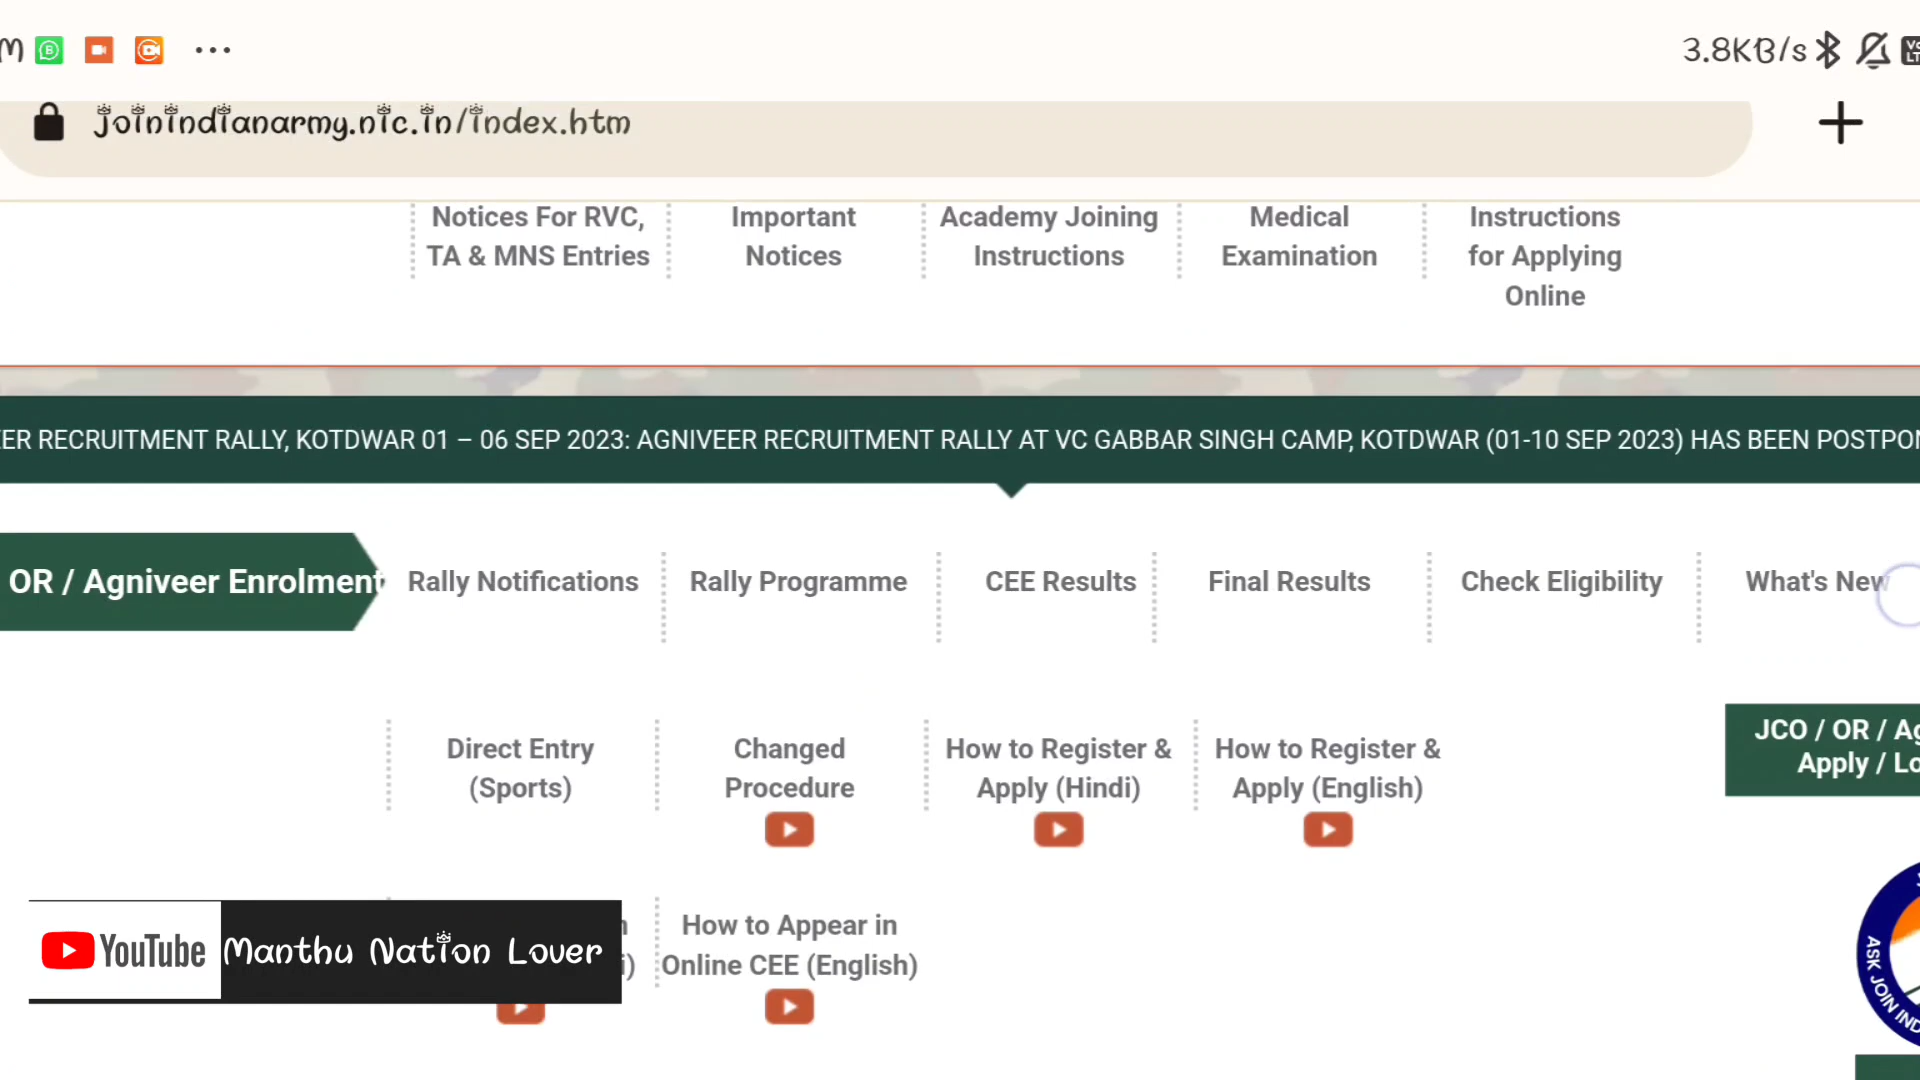 3.8KB/s
joinindianarmy.nic.in/index.htm
Notices For RVC,
TA & MNS Entries
Important
Notices
Academy Joining
Instructions
Medical
Examination
Instructions
for Applying
Online
ER RECRUITMENT RALLY, KOTDWAR 01 – 06 SEP 2023: AGNIVEER RECRUITMENT RALLY AT VC GABBAR SINGH CAMP, KOTDWAR (01-10 SEP 2023) HAS BEEN POSTPON
OR / Agniveer Enrolment
Rally Notifications
Rally Programme
CEE Results
Final Results
Check Eligibility
What's New
Direct Entry
(Sports)
Changed
Procedure
How to Register &
Apply (Hindi)
How to Register &
Apply (English)
JCO / OR / Ag
Apply / Lo
How to Appear in
Online CEE (English)
YouTube
Manthu Nation Lover
ASK JOIN IND